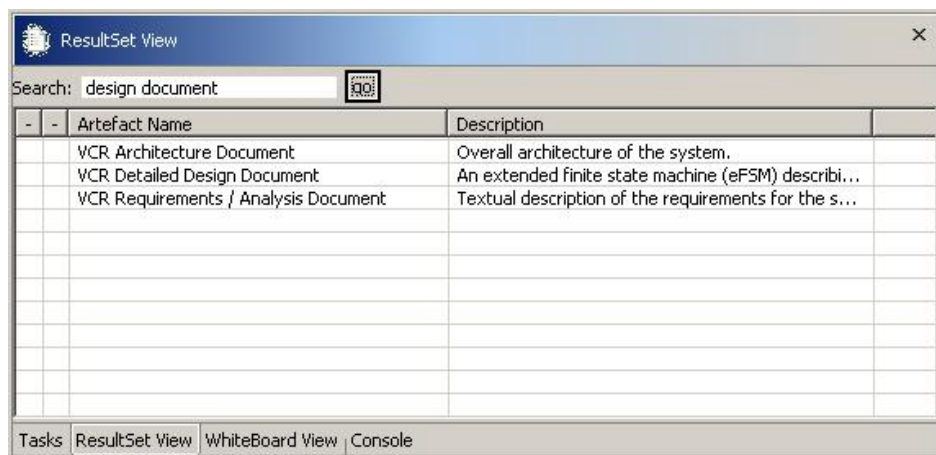 ResultSet View
Search: design document go
- - Artefact Name Description
VCR Architecture Document Overall architecture of the system.
VCR Detailed Design Document An extended finite state machine (eFSM) describi...
VCR Requirements / Analysis Document Textual description of the requirements for the s...
Tasks ResultSet View WhiteBoard View Console